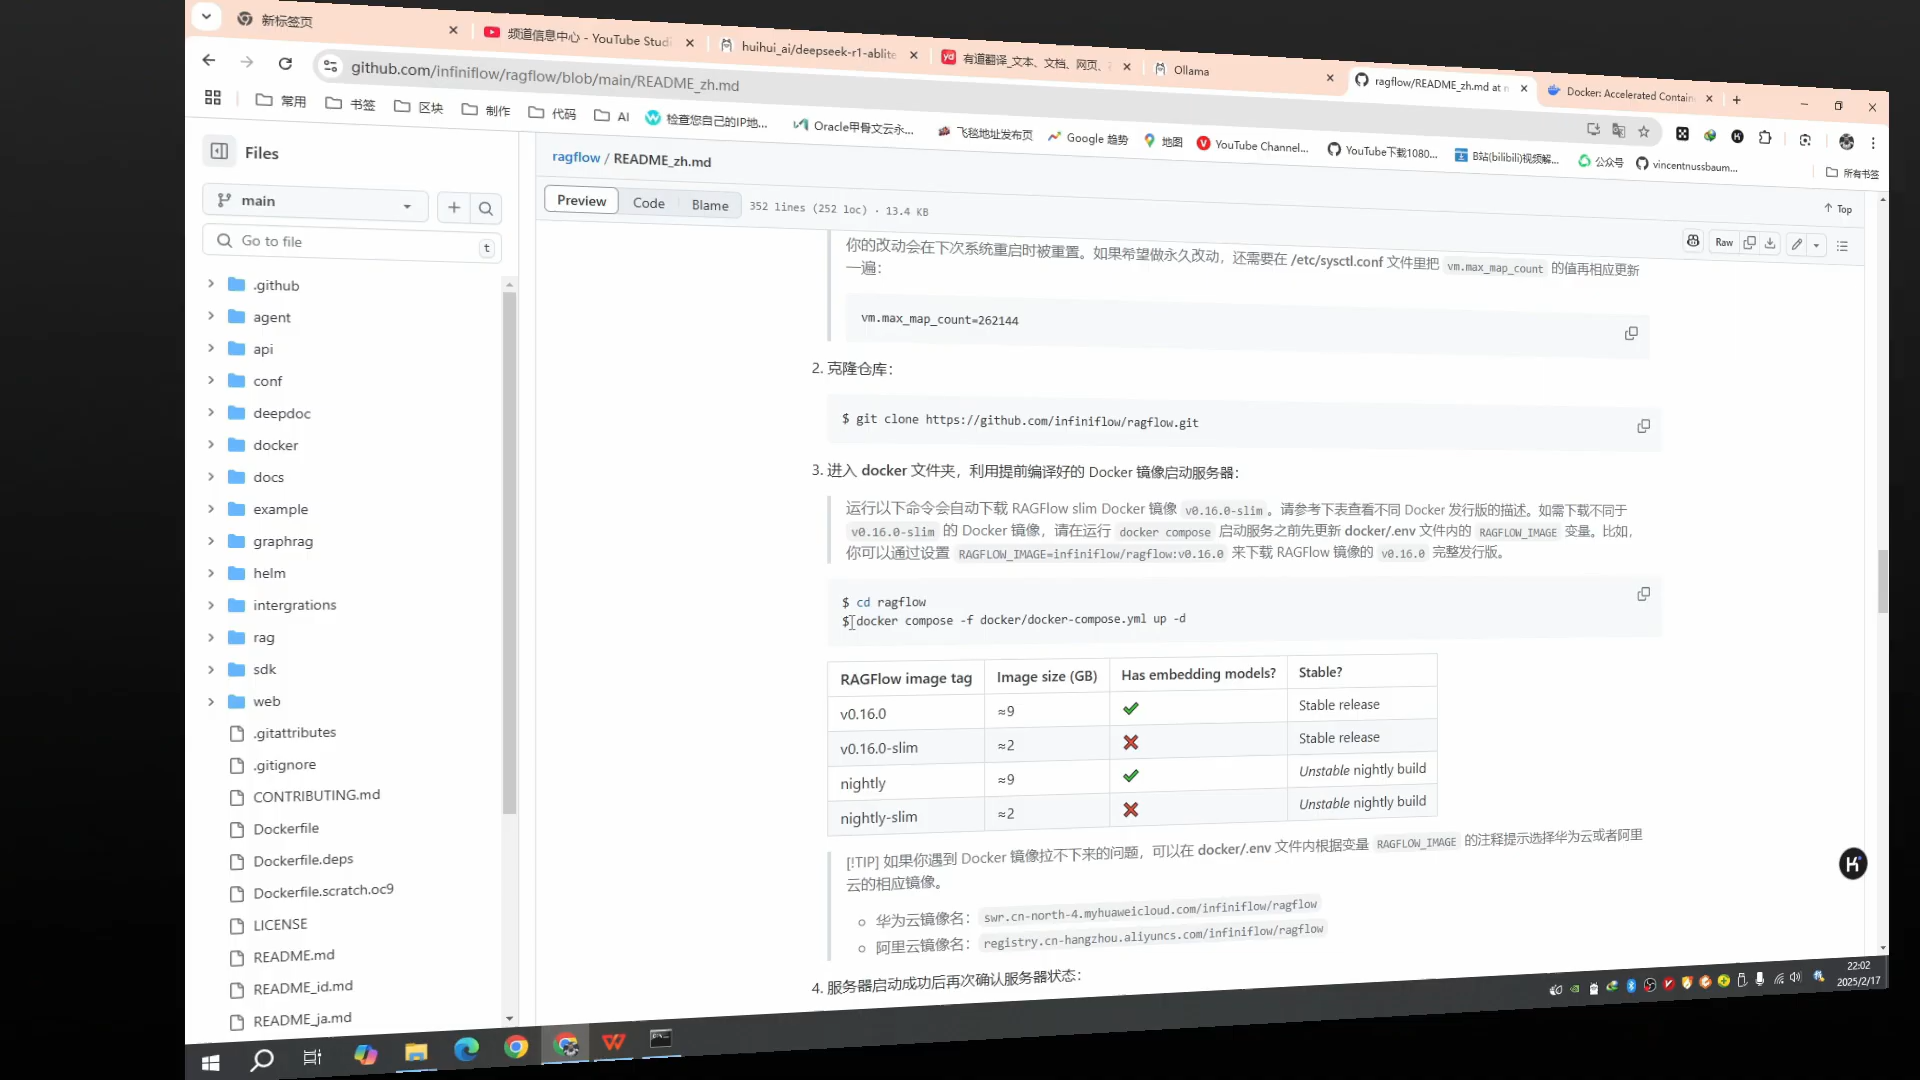 新标签页
频道信息中心 - YouTube Studi
huihui_ai/deepseek-r1-ablite
有道翻译_文本、文档、网页、
Ollama
ragflow/README_zh.md at
Docker: Accelerated Contain
github.com/infiniflow/ragflow/blob/main/README_zh.md
常用
书签
区块
制作
代码
AI
检查您自己的IP地...
Oracle甲骨文云永...
飞毯地址发布页
Google 趋势
地图
YouTube Channel...
YouTube下载1080...
B站(bilibili)视频解...
公众号
vincentnussbaum...
所有书签
Files
ragflow / README_zh.md
main
Preview
Code
Blame
352 lines (252 loc) · 13.4 KB
Top
Go to file
t
Raw
.github
agent
api
conf
deepdoc
docker
docs
example
graphrag
helm
intergrations
rag
sdk
web
.gitattributes
.gitignore
CONTRIBUTING.md
Dockerfile
Dockerfile.deps
Dockerfile.scratch.oc9
LICENSE
README.md
README_id.md
README_ja.md
你的改动会在下次系统重启时被重置。如果希望做永久改动，还需要在 /etc/sysctl.conf 文件里把 vm.max_map_count 的值再相应更新
一遍：
vm.max_map_count=262144
2. 克隆仓库：
$ git clone https://github.com/infiniflow/ragflow.git
3. 进入 docker 文件夹，利用提前编译好的 Docker 镜像启动服务器：
运行以下命令会自动下载 RAGFlow slim Docker 镜像 v0.16.0-slim 。请参考下表查看不同 Docker 发行版的描述。如需下载不同于
v0.16.0-slim 的 Docker 镜像，请在运行 docker compose 启动服务之前先更新 docker/.env 文件内的 RAGFLOW_IMAGE 变量。比如，
你可以通过设置 RAGFLOW_IMAGE=infiniflow/ragflow:v0.16.0 来下载 RAGFlow 镜像的 v0.16.0 完整发行版。
$ cd ragflow
$ docker compose -f docker/docker-compose.yml up -d
RAGFlow image tag
Image size (GB)
Has embedding models?
Stable?
v0.16.0
≈9
Stable release
v0.16.0-slim
≈2
Stable release
nightly
≈9
Unstable nightly build
nightly-slim
≈2
Unstable nightly build
[!TIP] 如果你遇到 Docker 镜像拉不下来的问题，可以在 docker/.env 文件内根据变量 RAGFLOW_IMAGE 的注释提示选择华为云或者阿里
云的相应镜像。
华为云镜像名： swr.cn-north-4.myhuaweicloud.com/infiniflow/ragflow
阿里云镜像名： registry.cn-hangzhou.aliyuncs.com/infiniflow/ragflow
4. 服务器启动成功后再次确认服务器状态：
22:02
2025/2/17